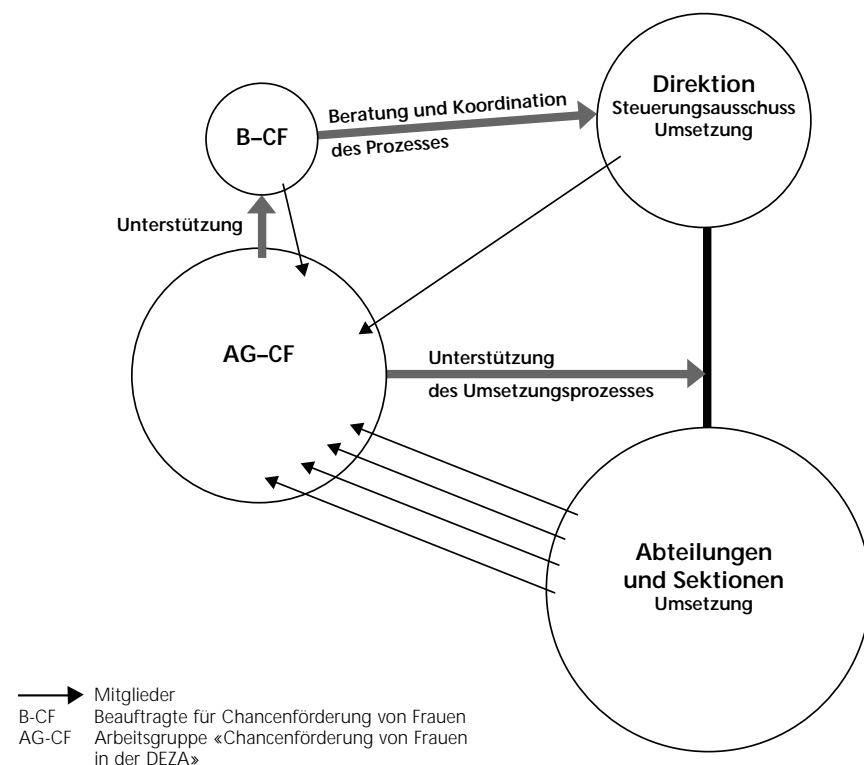 Direktion
Steuerungsausschuss
Umsetzung
B–CF
Beratung und Koordination
des Prozesses
Unterstützung
AG–CF
Unterstützung
des Umsetzungsprozesses
Abteilungen
und Sektionen
Umsetzung
Mitglieder
B-CF Beauftragte für Chancenförderung von Frauen
AG-CF Arbeitsgruppe «Chancenförderung von Frauen
in der DEZA»